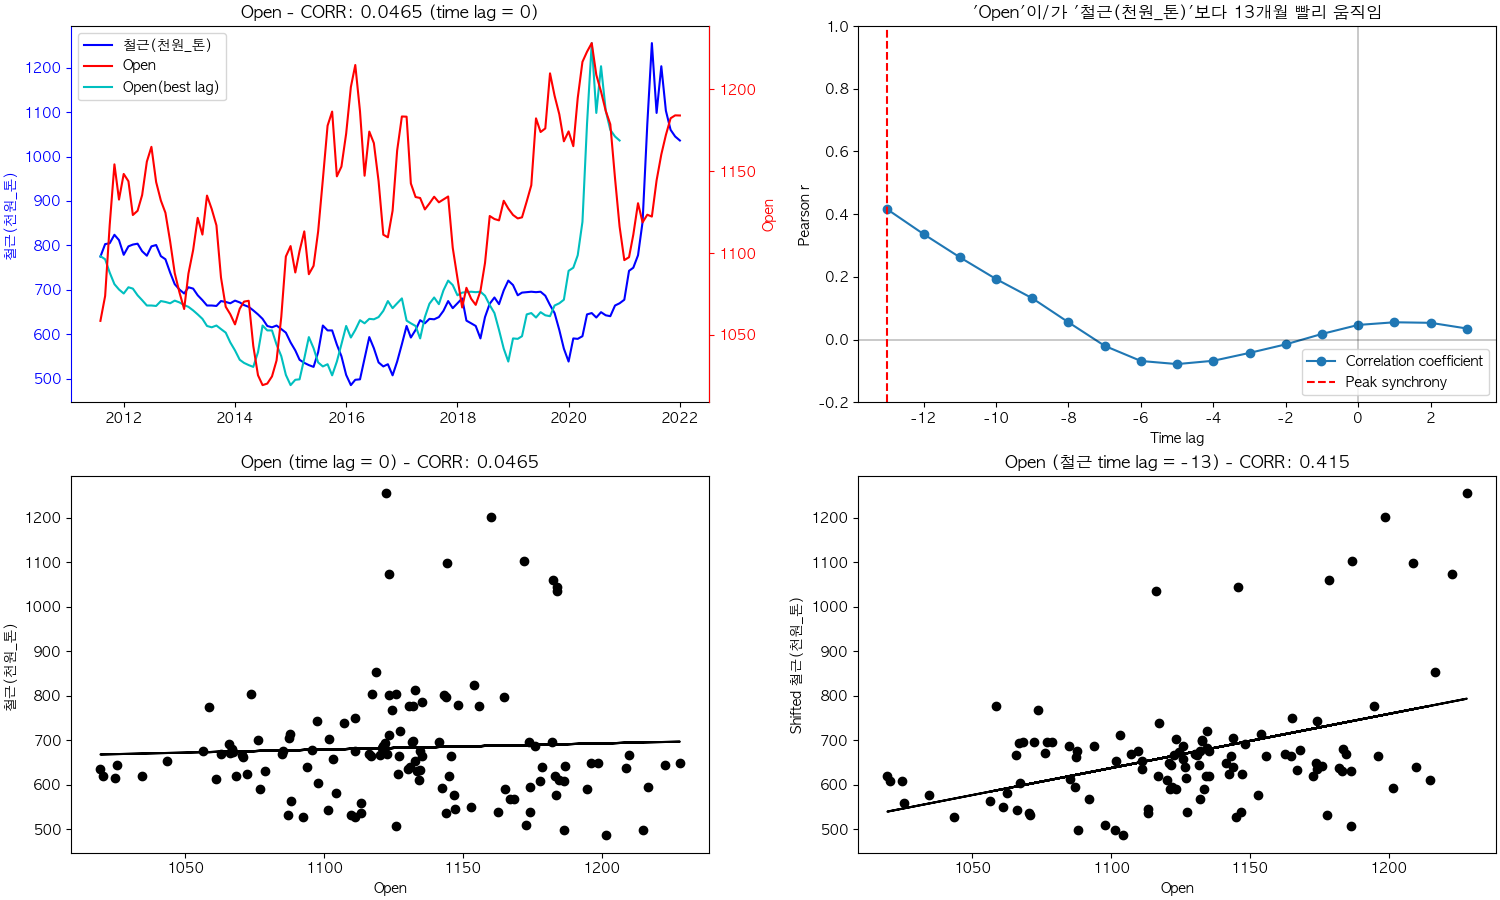 Open - CORR: 0.0465 (time lag = 0)
철근(천원_톤)
Open
Open(best lag)
1200
1100
1000
900
800
700
600
500
철근(천원_톤)
1200
1150
1100
1050
Open
2012 2014 2016 2018 2020 2022
'Open'이/가 '철근(천원_톤)'보다 13개월 빨리 움직임
1.0
0.8
0.6
0.4
0.2
0.0
-0.2
Pearson r
Correlation coefficient
Peak synchrony
-12 -10 -8 -6 -4 -2 0 2
Time lag
Open (time lag = 0) - CORR: 0.0465
1200
1100
1000
900
800
700
600
500
철근(천원_톤)
1050 1100 1150 1200
Open
Open (철근 time lag = -13) - CORR: 0.415
1200
1100
1000
900
800
700
600
500
Shifted 철근(천원_톤)
1050 1100 1150 1200
Open